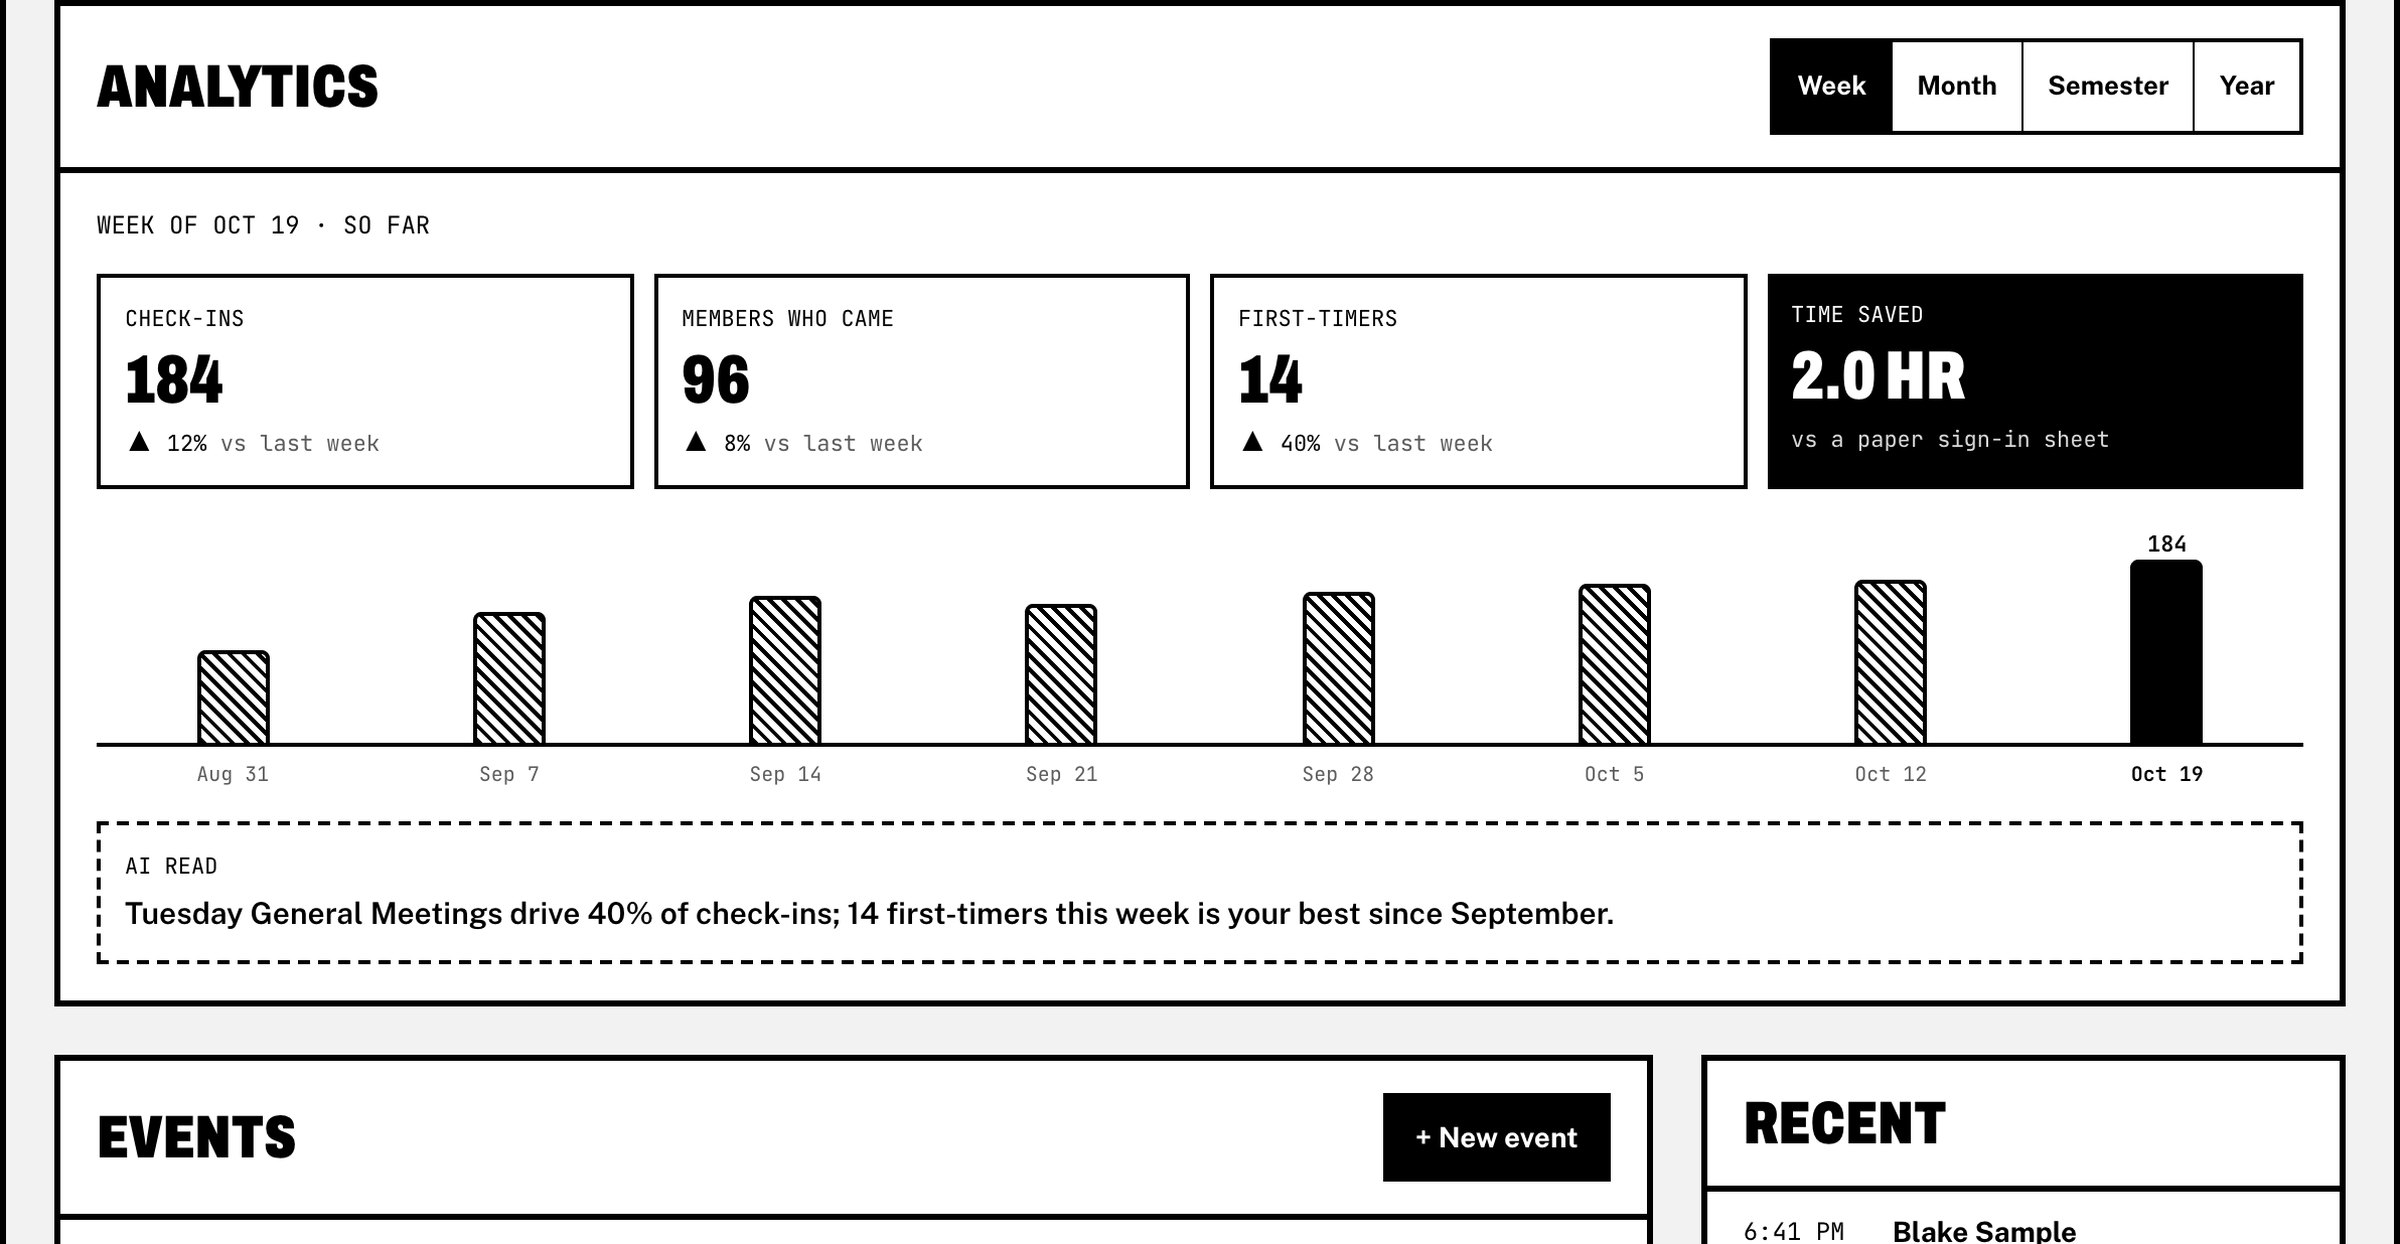 ANALYTICS
Week Month Semester Year
WEEK OF OCT 19 · SO FAR
CHECK-INS
184
▲ 12% vs last week
MEMBERS WHO CAME
96
▲ 8% vs last week
FIRST-TIMERS
14
▲ 40% vs last week
TIME SAVED
2.0 HR
vs a paper sign-in sheet
184
Aug 31 Sep 7 Sep 14 Sep 21 Sep 28 Oct 5 Oct 12 Oct 19
AI READ
Tuesday General Meetings drive 40% of check-ins; 14 first-timers this week is your best since September.
EVENTS
+ New event
RECENT
6:41 PM Blake Sample